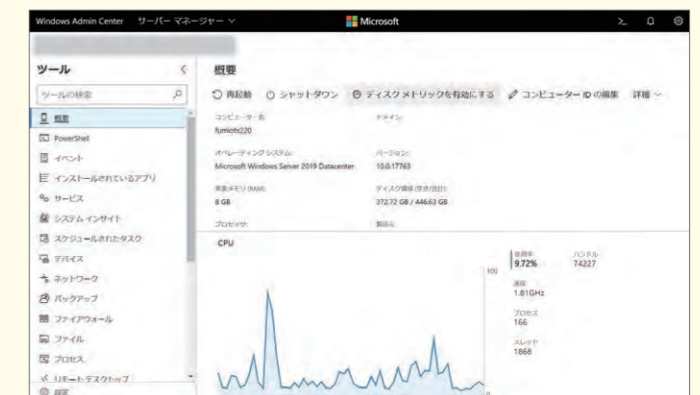 Windows Admin Center サーバー マネージャー
Microsoft
ツール
ツールの検索
概要
PowerShell
イベント
インストールされているアプリ
サービス
システム インサイト
スケジュールされたタスク
デバイス
ネットワーク
バックアップ
ファイアウォール
ファイル
プロセス
リモート デスクトップ
設定
概要
再起動 シャットダウン ディスク メトリックを有効にする コンピューター ID の編集 詳細
コンピューター名 ドメイン:
fumiotx220
オペレーティング システム: バージョン:
Microsoft Windows Server 2019 Datacenter 10.0.17763
実装メモリ (RAM): ディスク領域 (空き/合計):
8 GB 372.72 GB / 446.63 GB
プロセッサ: 製造元
CPU
使用率 ハンドル
9.72% 74227
100
速度
1.81GHz
プロセス
166
スレッド
1868
0